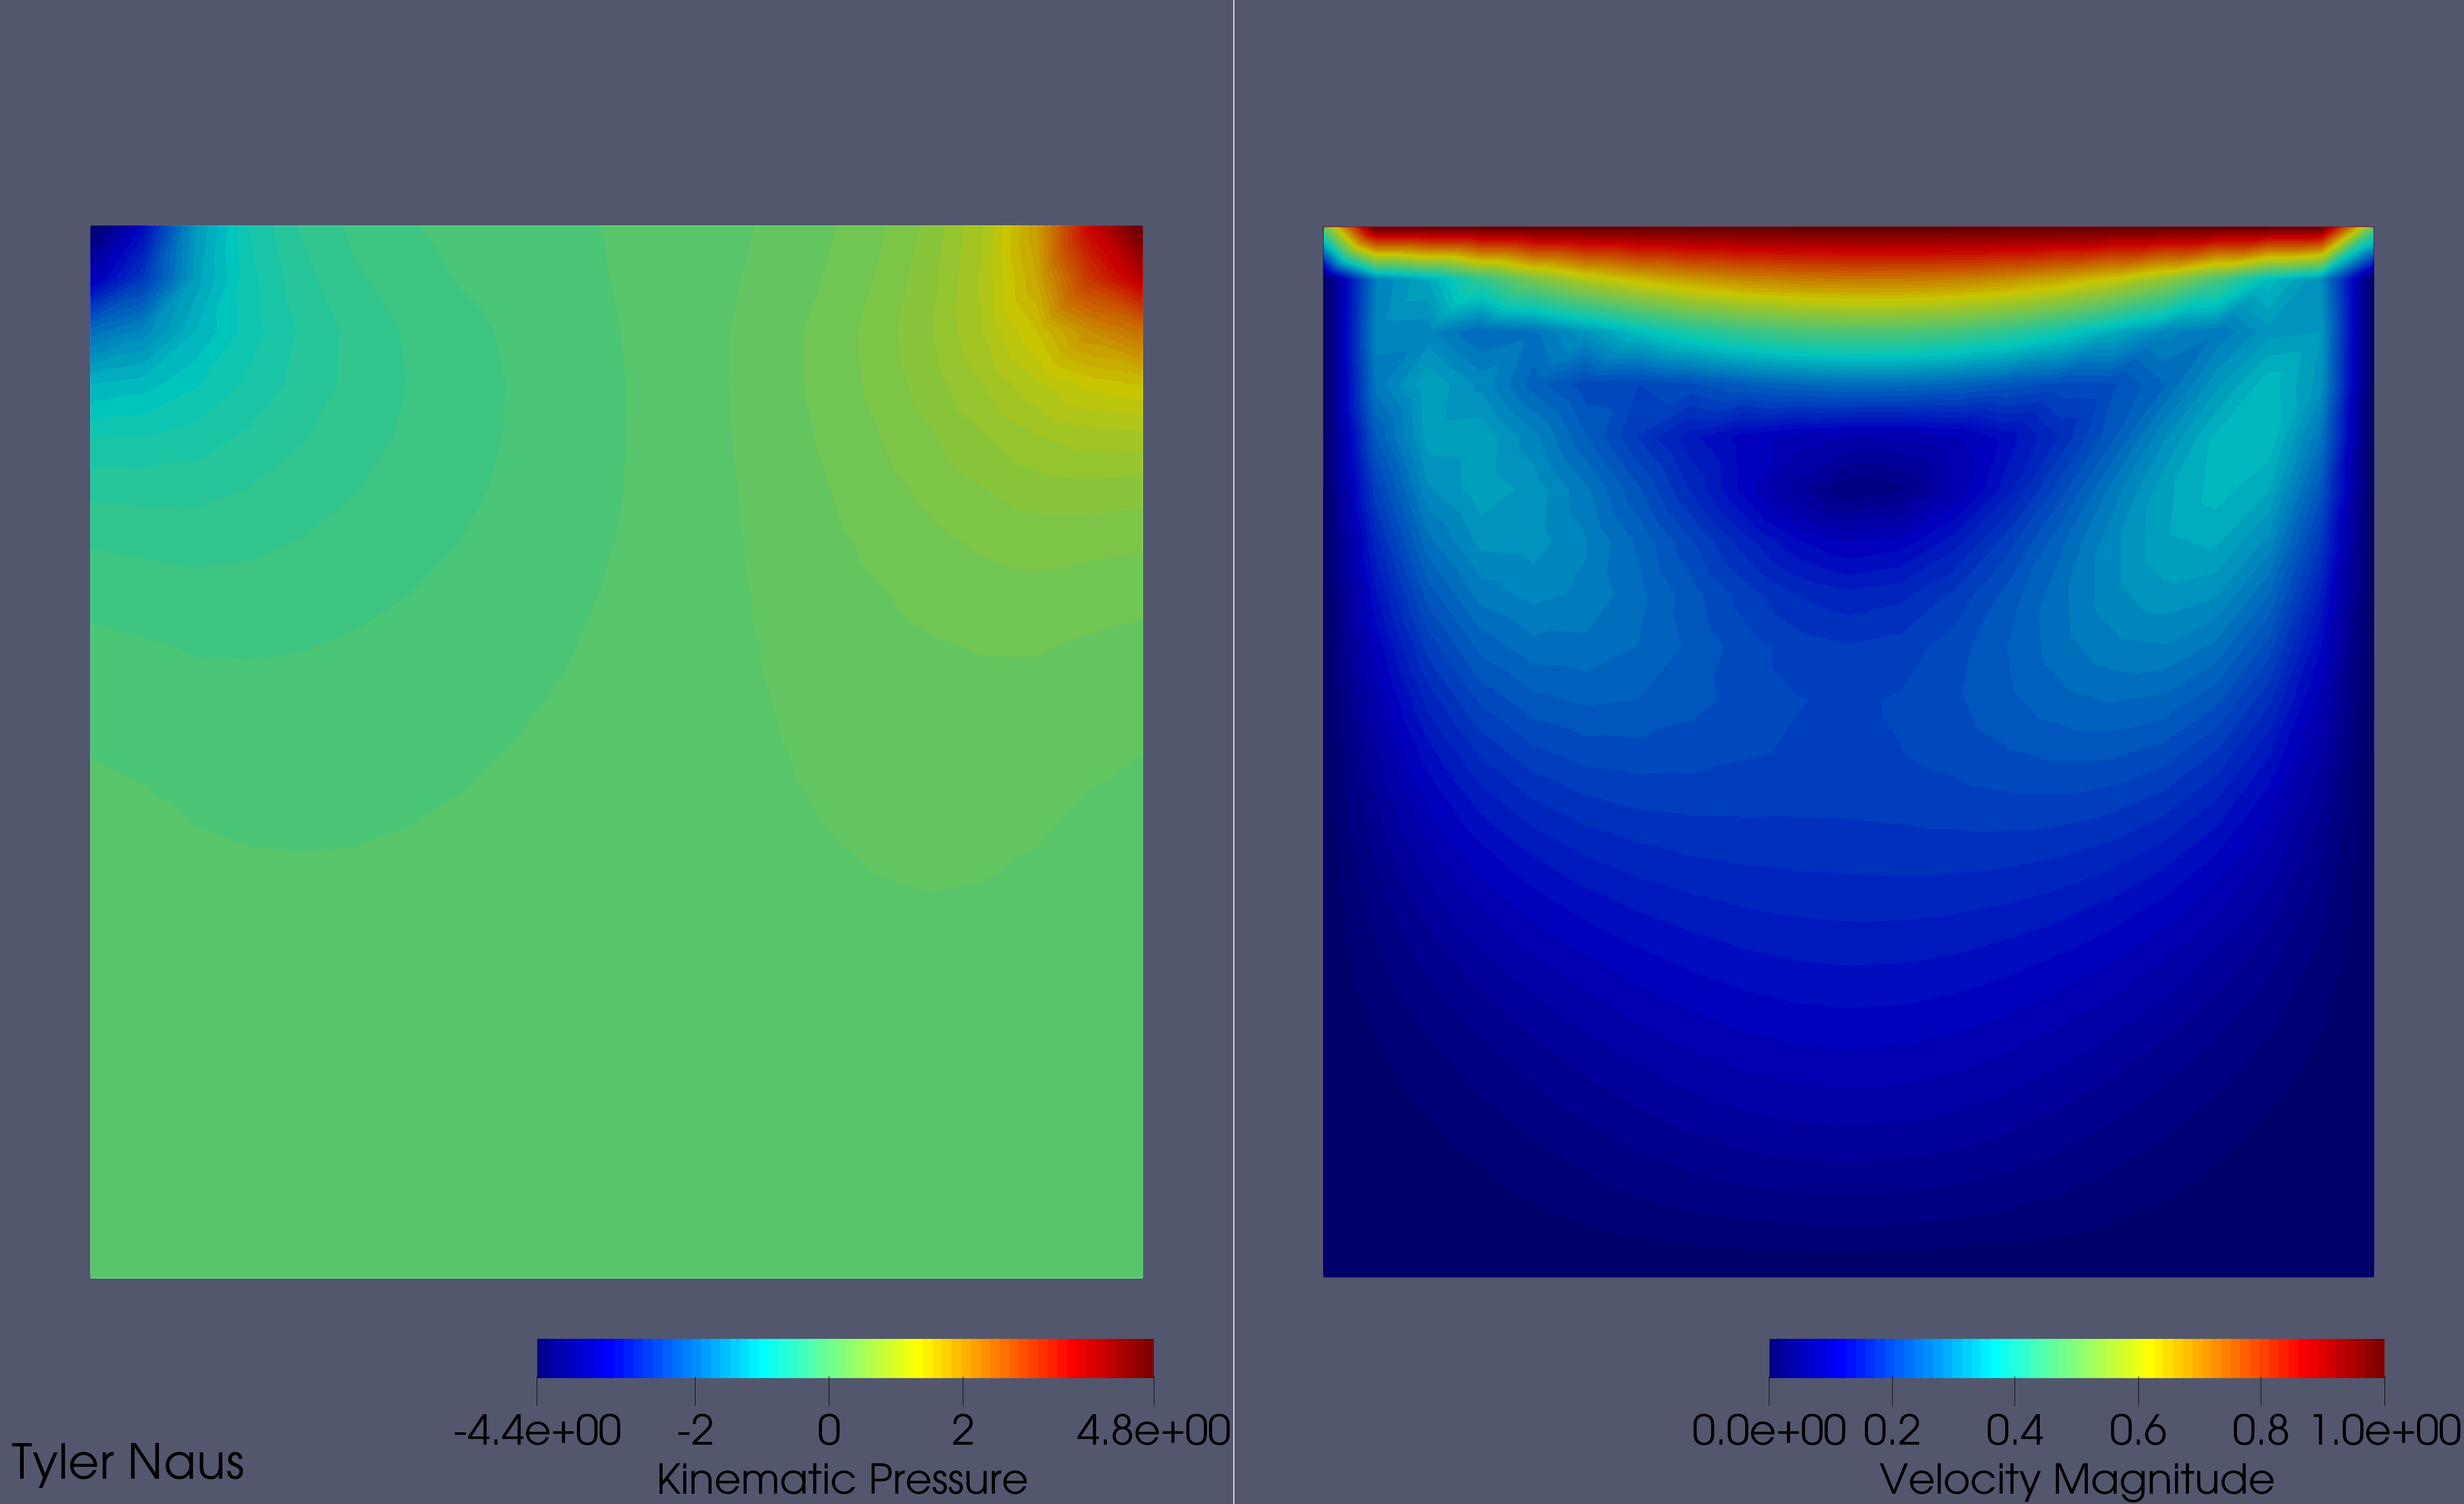 -4.4e+00 -2 0 2 4.8e+00
Kinematic Pressure
Tyler Naus
0.0e+00 0.2 0.4 0.6 0.8 1.0e+00
Velocity Magnitude